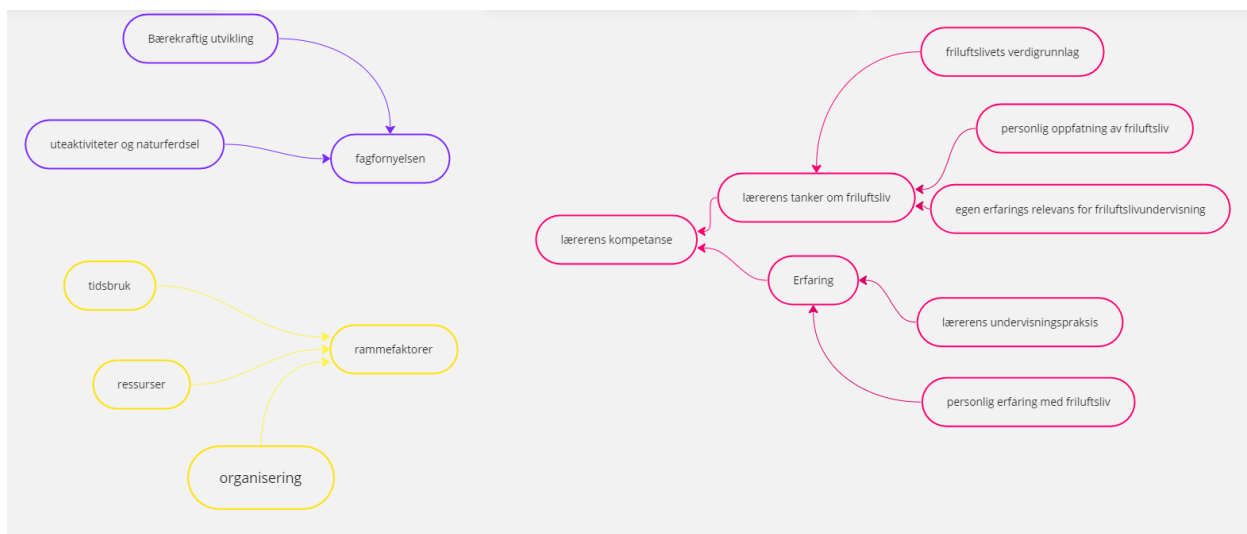 Bærekraftig utvikling
uteaktiviteter og naturferdsel
fagfornyelsen
tidsbruk
ressurser
organisering
rammefaktorer
friluftslivets verdigrunnlag
personlig oppfatning av friluftsliv
lærerens tanker om friluftsliv
egen erfarings relevans for friluftslivundervisning
lærerens kompetanse
Erfaring
lærerens undervisningspraksis
personlig erfaring med friluftsliv